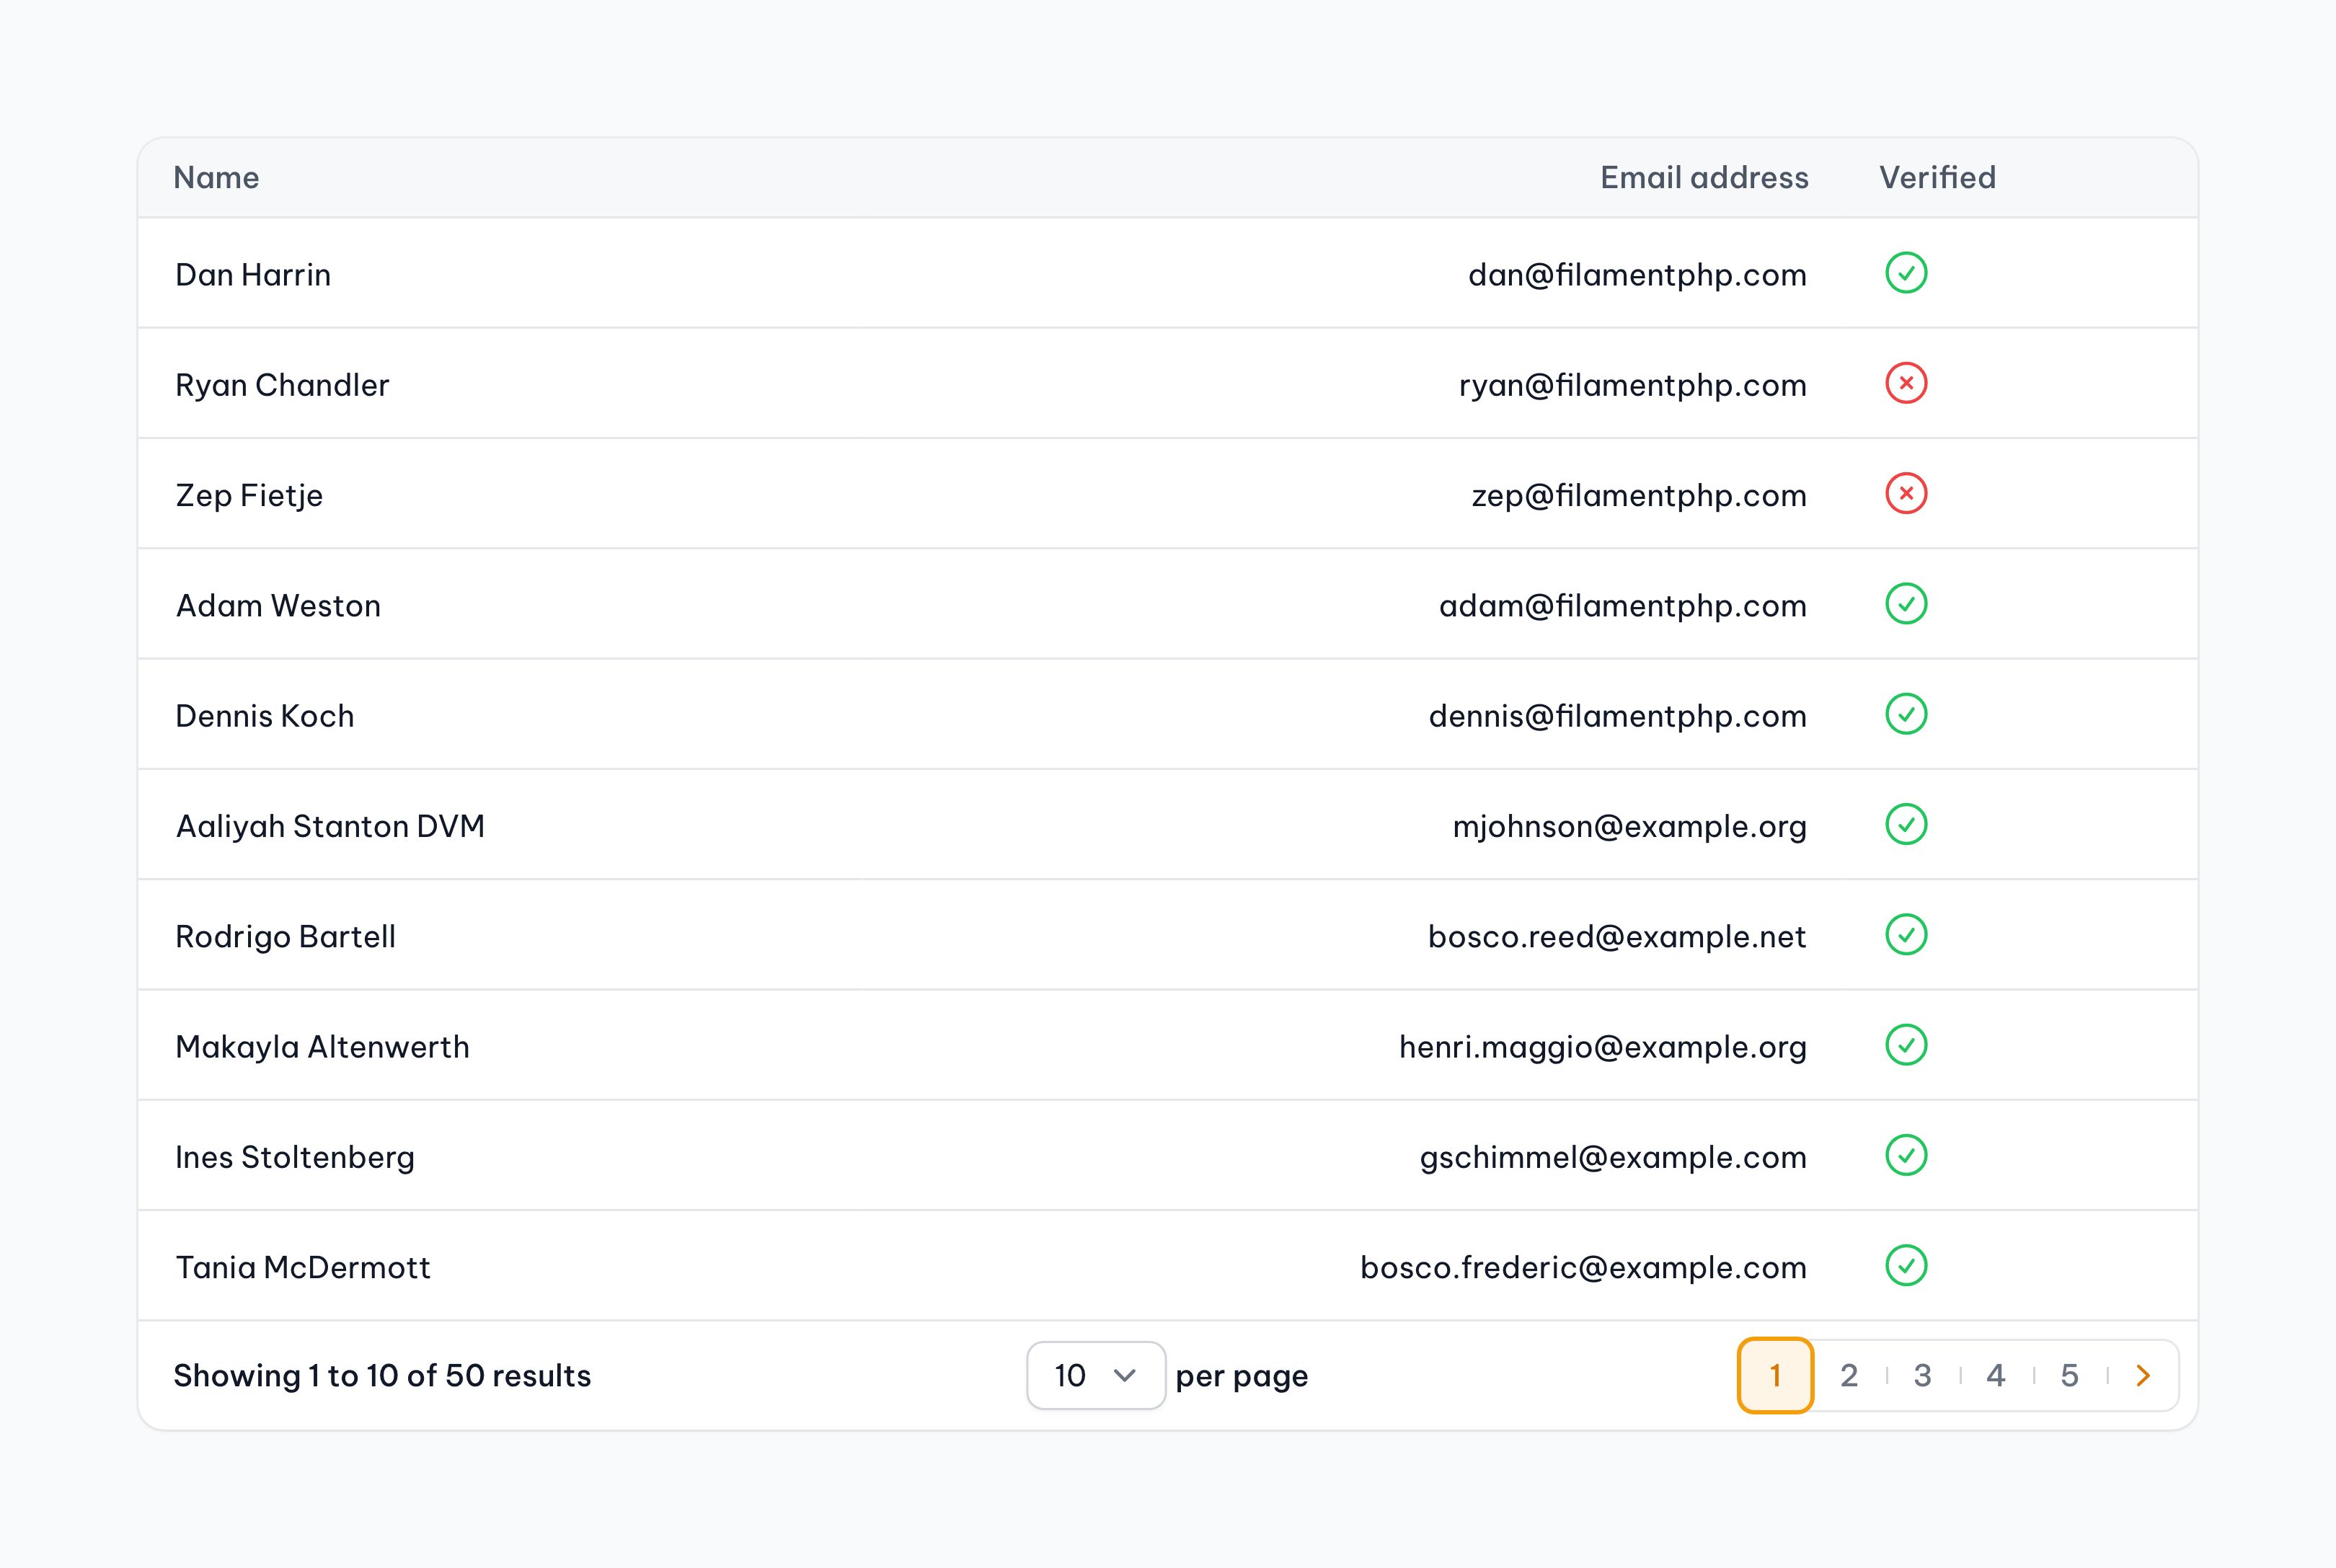 Name Email address Verified
Dan Harrin dan@filamentphp.com
Ryan Chandler ryan@filamentphp.com
Zep Fietje zep@filamentphp.com
Adam Weston adam@filamentphp.com
Dennis Koch dennis@filamentphp.com
Aaliyah Stanton DVM mjohnson@example.org
Rodrigo Bartell bosco.reed@example.net
Makayla Altenwerth henri.maggio@example.org
Ines Stoltenberg gschimmel@example.com
Tania McDermott bosco.frederic@example.com
Showing 1 to 10 of 50 results 10 per page 1 2 3 4 5